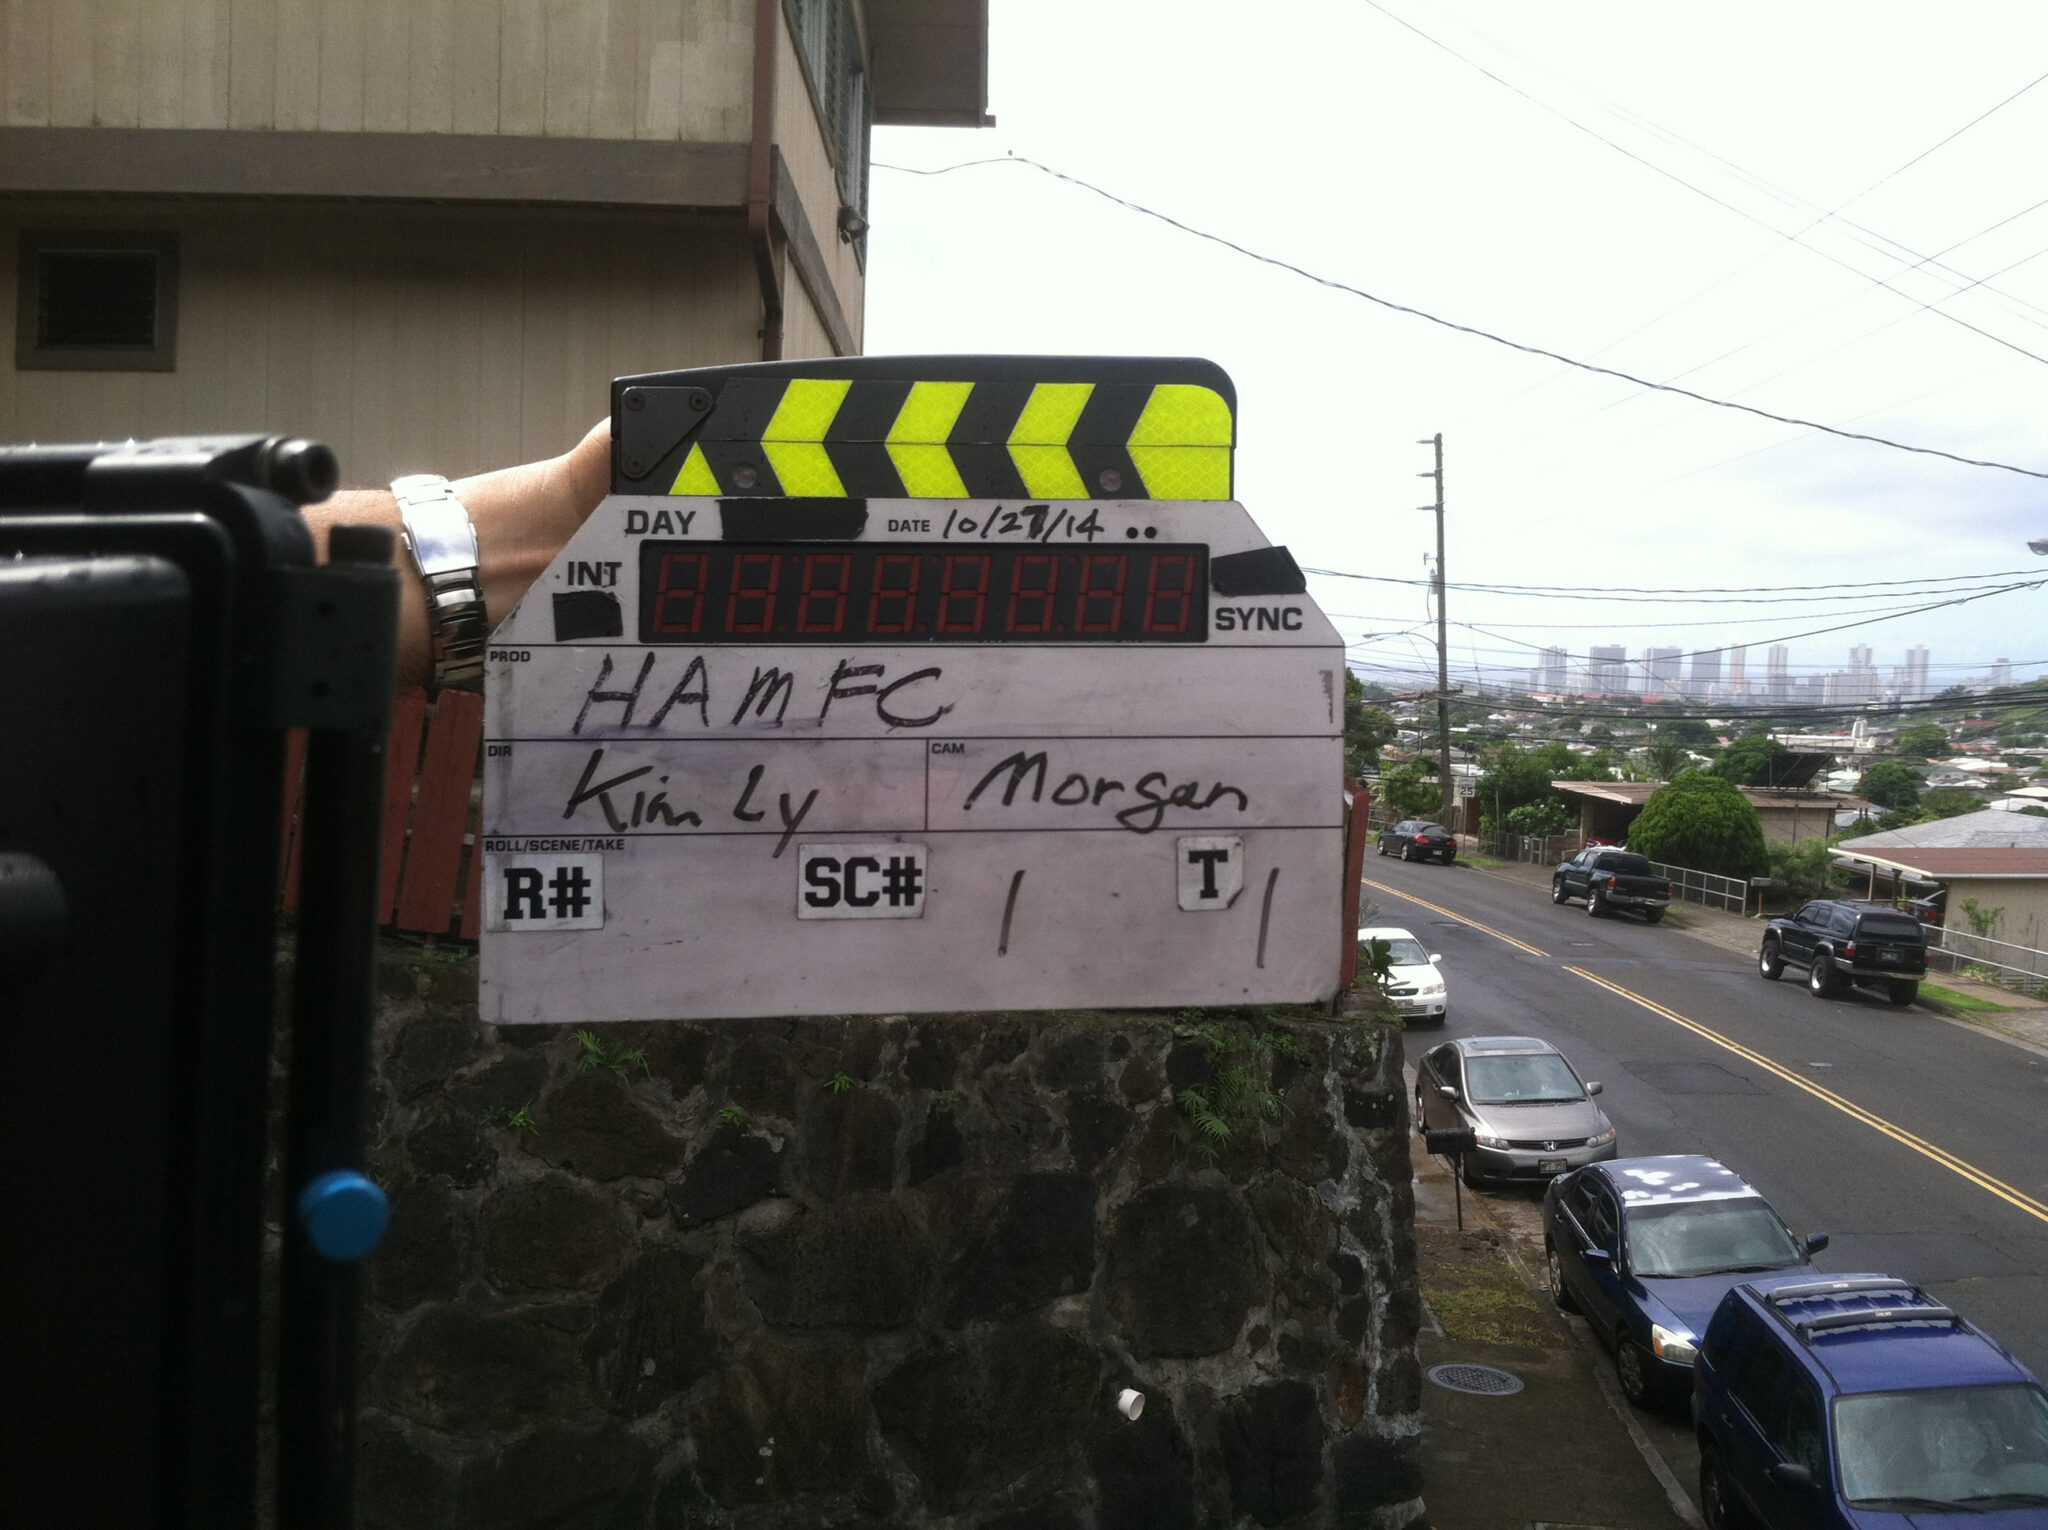 DAY DATE 10/27/14
INT
SYNC
PROD HAMFC
DIR Kim Ly CAM Morgan
ROLL/SCENE/TAKE
R# SC# 1 T 1
25